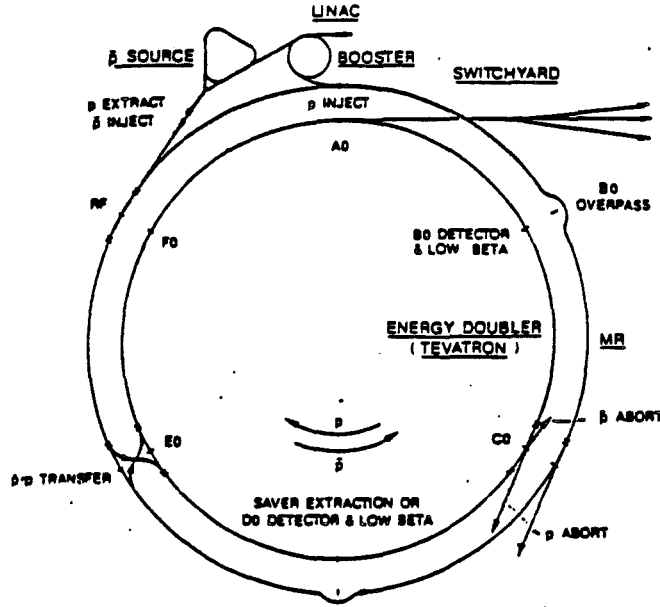 LINAC
p̄ SOURCE
BOOSTER
SWITCHYARD
p EXTRACT
p̄ INJECT
p INJECT
A0
RF
F0
B0
OVERPASS
B0 DETECTOR
& LOW BETA
ENERGY DOUBLER
( TEVATRON )
MR
p
p̄
E0
C0
p̄ ABORT
p̄-p TRANSFER
SAVER EXTRACTION OR
D0 DETECTOR & LOW BETA
p ABORT